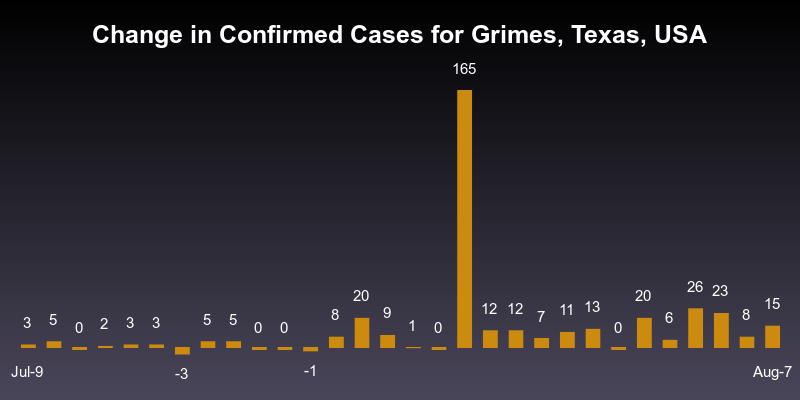 Change in Confirmed Cases for Grimes, Texas, USA
165
3 5 0 2 3 3 -3 5 5 0 0 -1 8 20 9 1 0 12 12 7 11 13 0 20 6 26 23 8 15
Jul-9 Aug-7